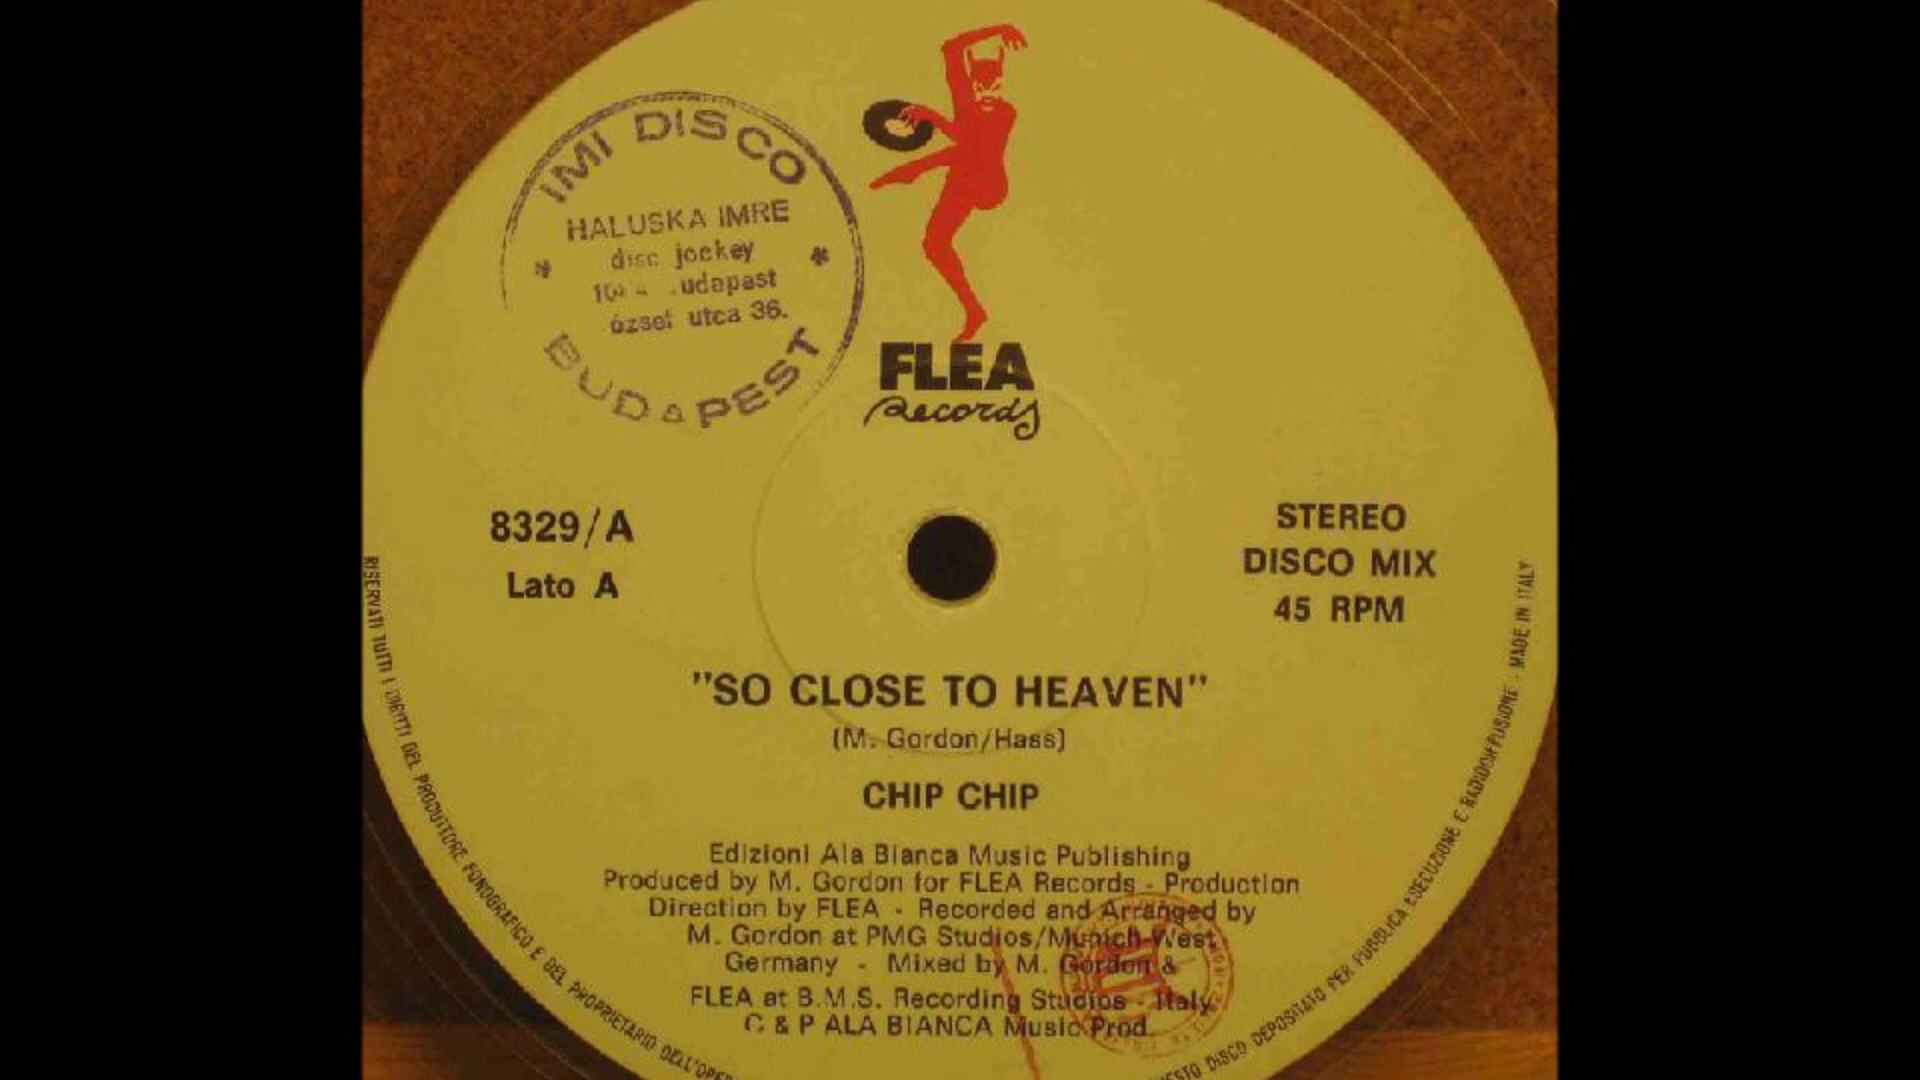 IMI DISCO
HALUSKA IMRE
disc jockey
utca 36.
BUDAPEST
FLEA
Records
8329/A
Lato A
STEREO
DISCO MIX
45 RPM
"SO CLOSE TO HEAVEN"
(M. Gordon/Hass)
CHIP CHIP
Edizioni Ala Bianca Music Publishing
Produced by M. Gordon for FLEA Records - Production
Direction by FLEA - Recorded and Arranged by
M. Gordon at PMG Studios/Munich-West
Germany - Mixed by M. Gordon &
FLEA at B.M.S. Recording Studios - Italy
C & P ALA BIANCA Music Prod.
RISERVATI TUTTI I DIRITTI DEL PRODUTTORE FONOGRAFICO E DEL PROPRIETARIO
DISCO DEPOSITATO PER PUBBLICA ESECUZIONE E RADIODIFFUSIONE - MADE IN ITALY